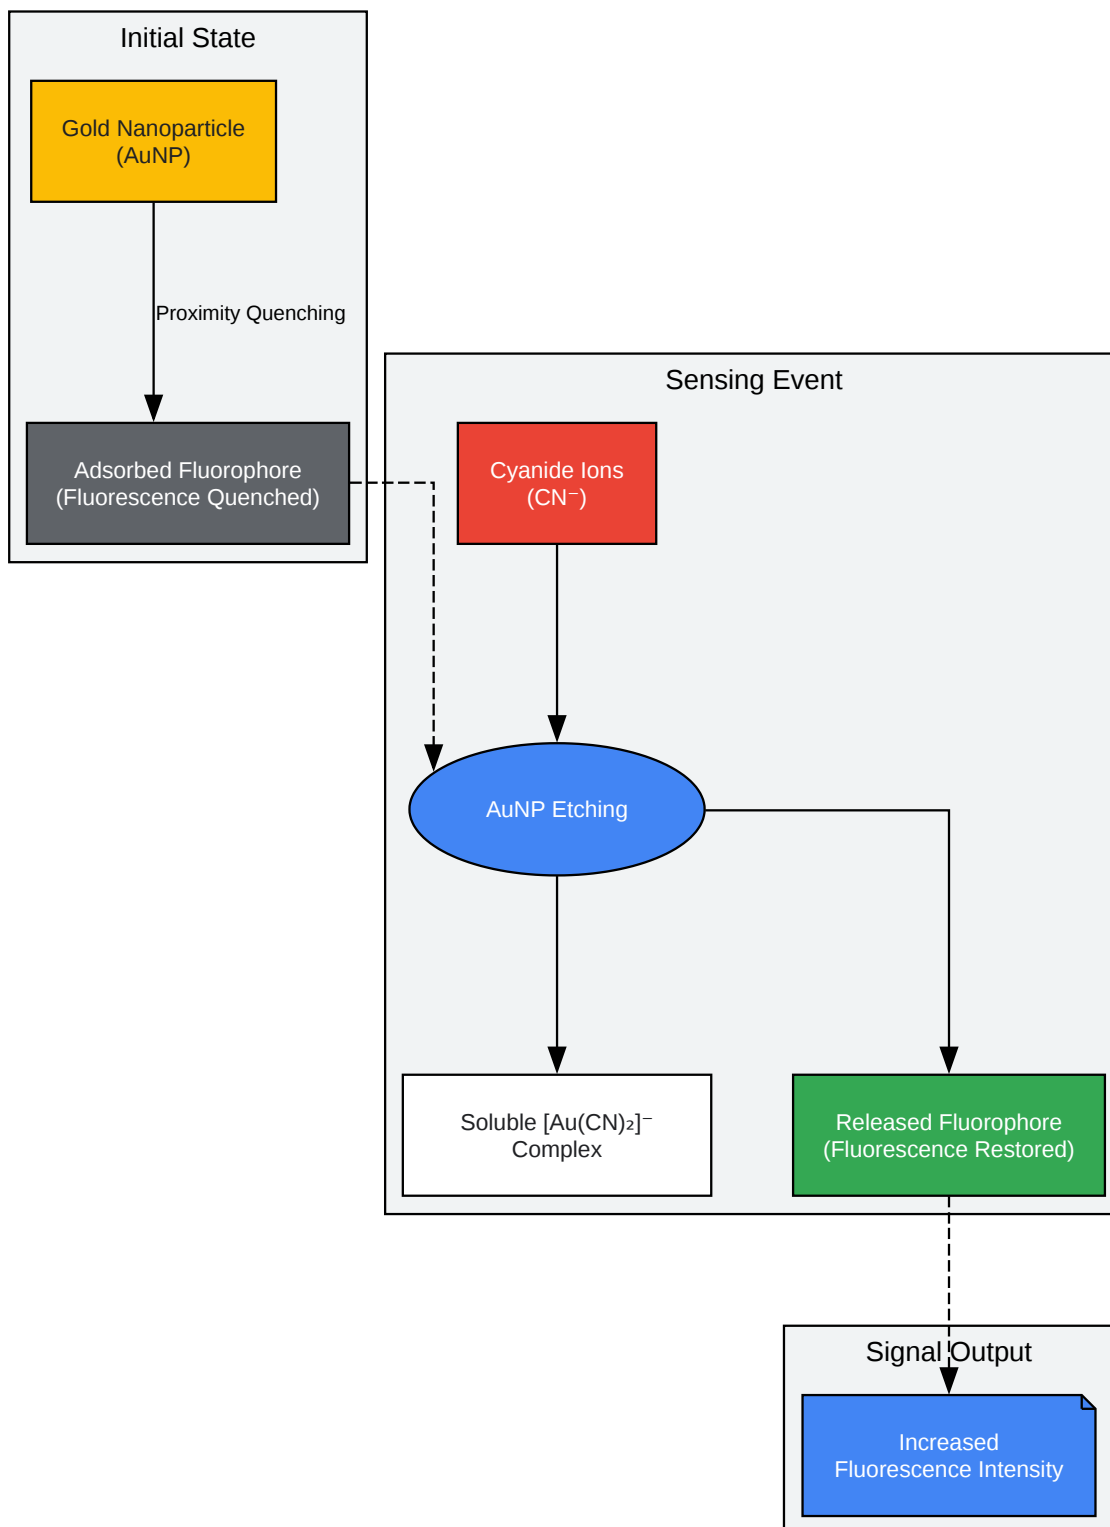 Initial State
Gold Nanoparticle
(AuNP)
Proximity Quenching
Adsorbed Fluorophore
(Fluorescence Quenched)
Sensing Event
Cyanide Ions
(CN⁻)
AuNP Etching
Soluble [Au(CN)₂]⁻
Complex
Released Fluorophore
(Fluorescence Restored)
Signal Output
Increased
Fluorescence Intensity